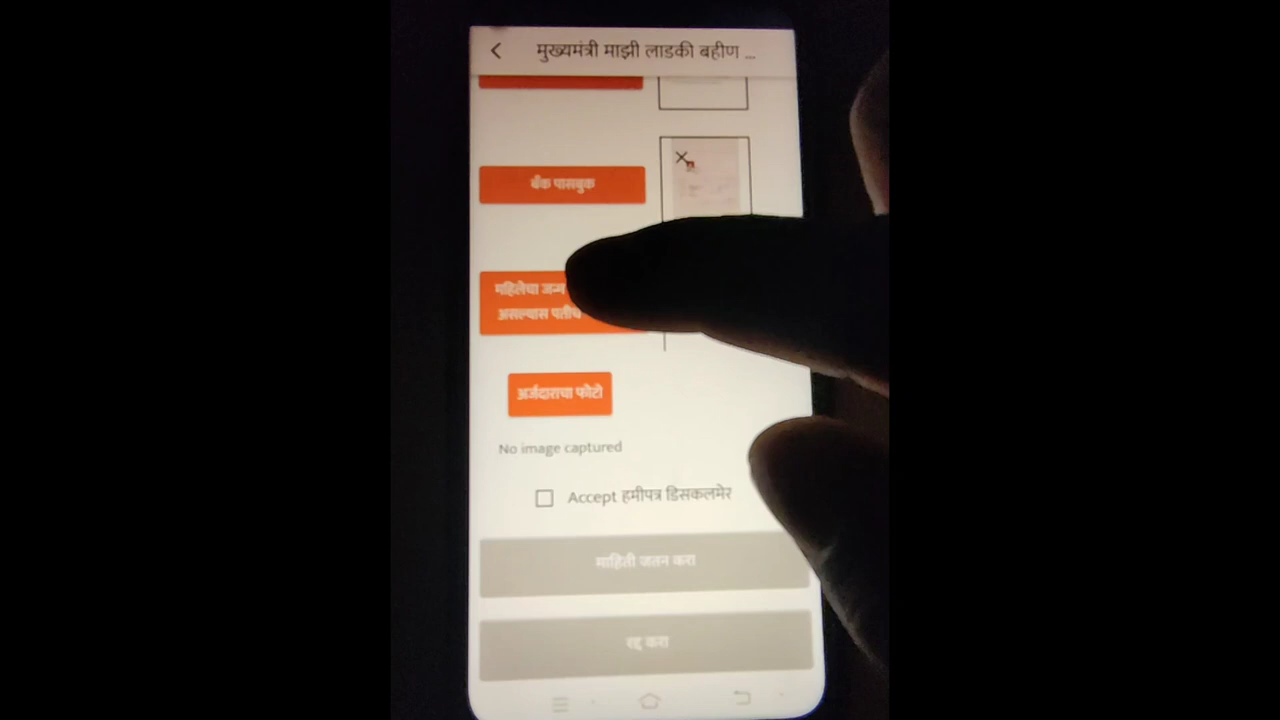 मुख्यमंत्री माझी लाडकी बहीण ...
बँक पासबुक
महिलेचा जन्म
असल्यास पतीचे
अर्जदाराचा फोटो
No image captured
Accept हमीपत्र डिसकलमेर
माहिती जतन करा
रद्द करा